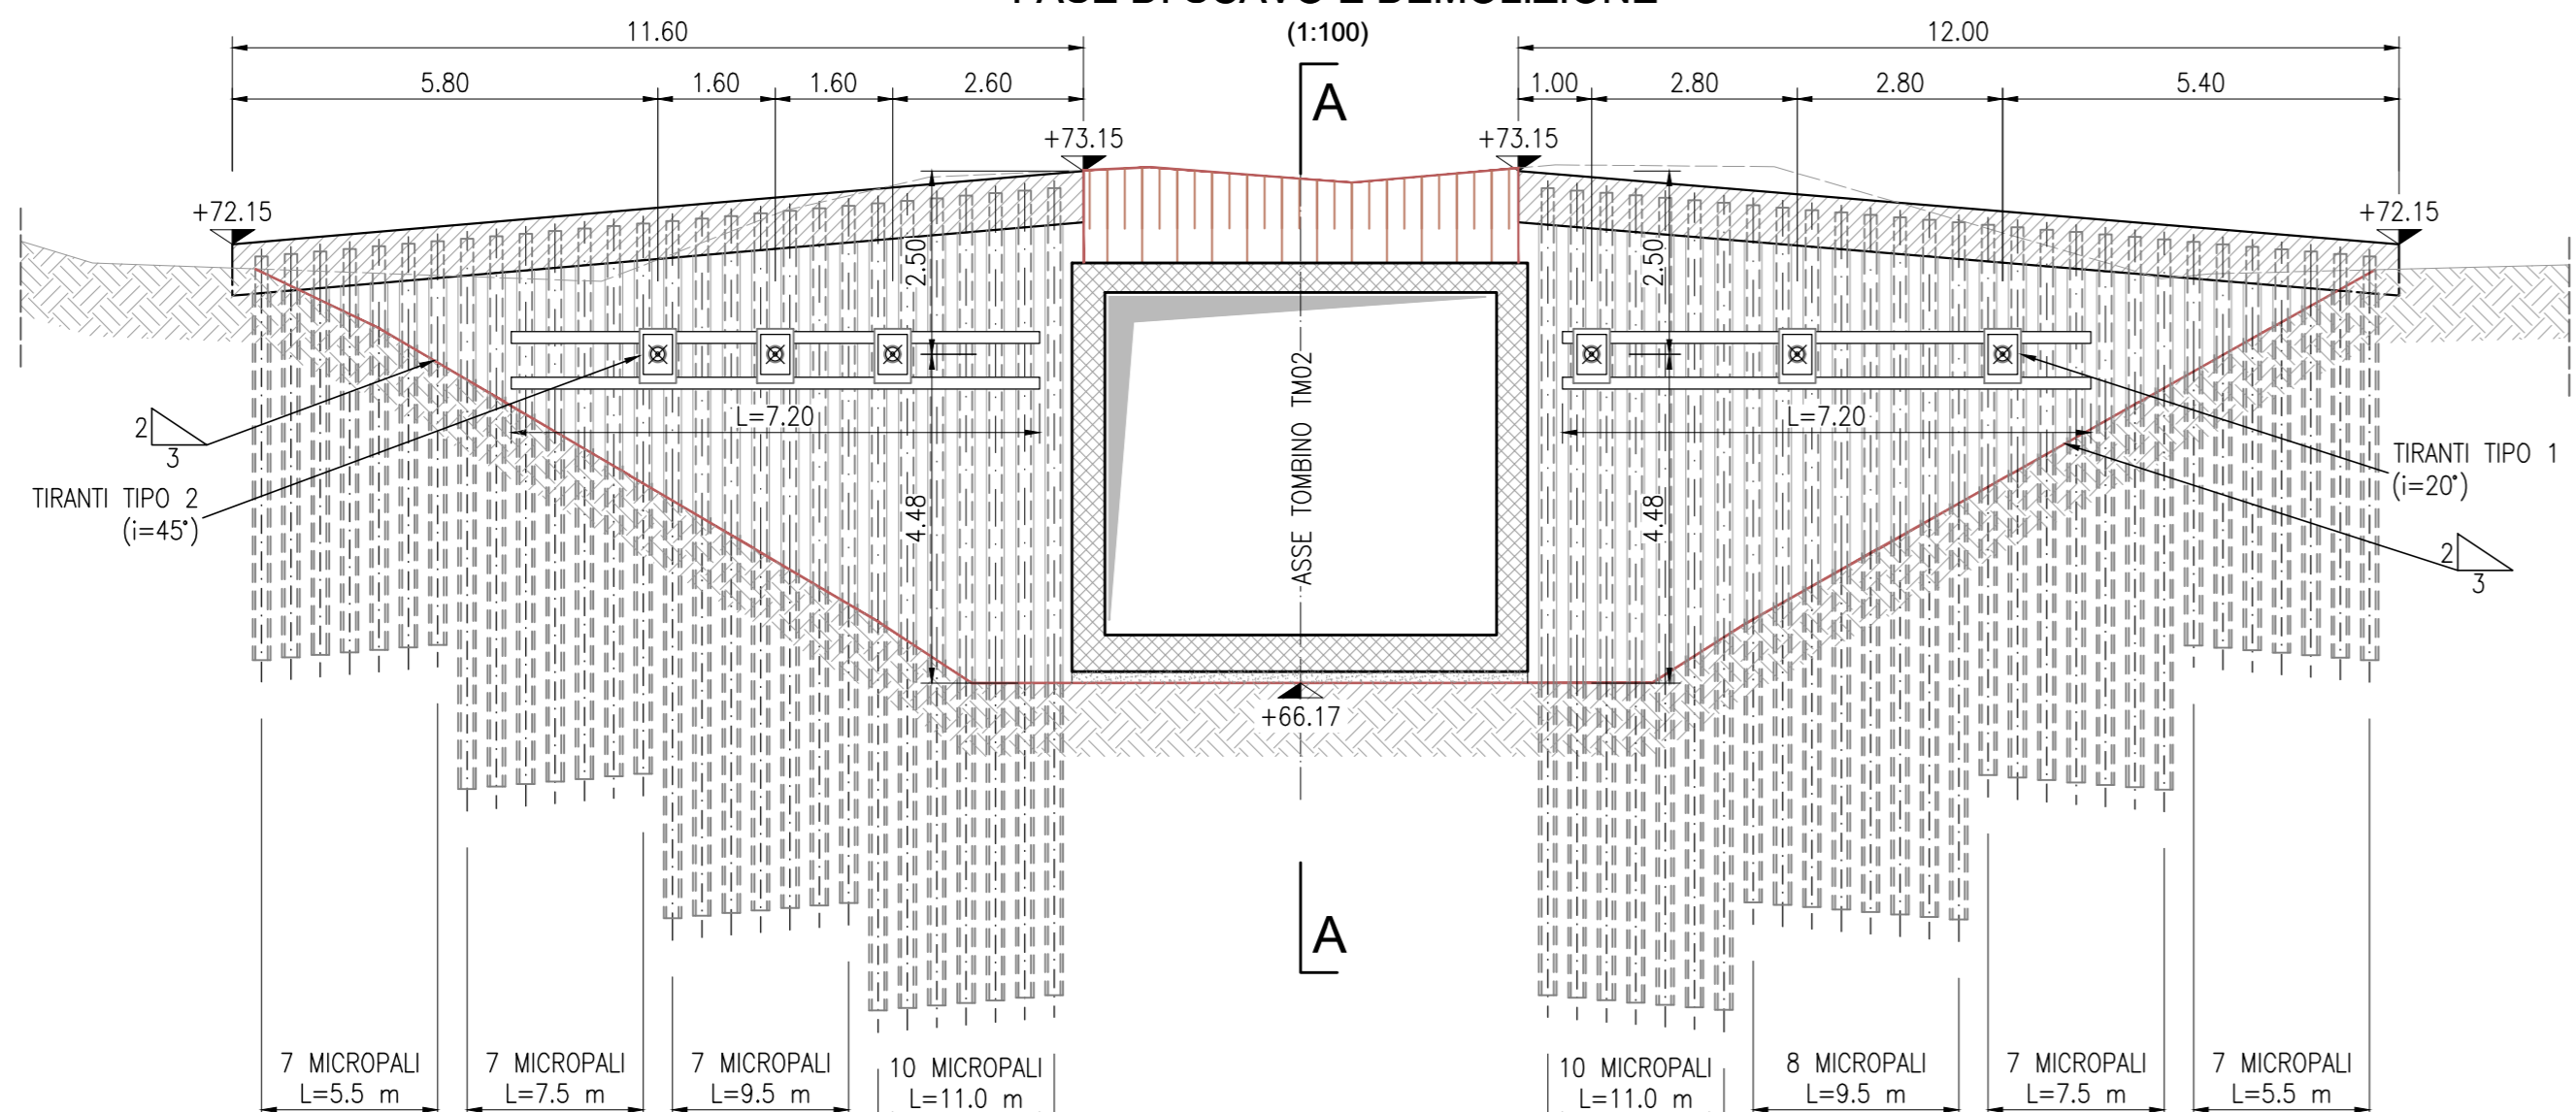 (1:100)
11.60
12.00
5.80
1.60
1.60
2.60
1.00
2.80
2.80
5.40
A
+73.15
+73.15
+72.15
+72.15
2.50
2.50
L=7.20
L=7.20
2
3
TIRANTI TIPO 2
(i=45°)
TIRANTI TIPO 1
(i=20°)
4.48
4.48
ASSE TOMBINO TM02
2
3
+66.17
A
7 MICROPALI
L=5.5 m
7 MICROPALI
L=7.5 m
7 MICROPALI
L=9.5 m
10 MICROPALI
L=11.0 m
10 MICROPALI
L=11.0 m
8 MICROPALI
L=9.5 m
7 MICROPALI
L=7.5 m
7 MICROPALI
L=5.5 m